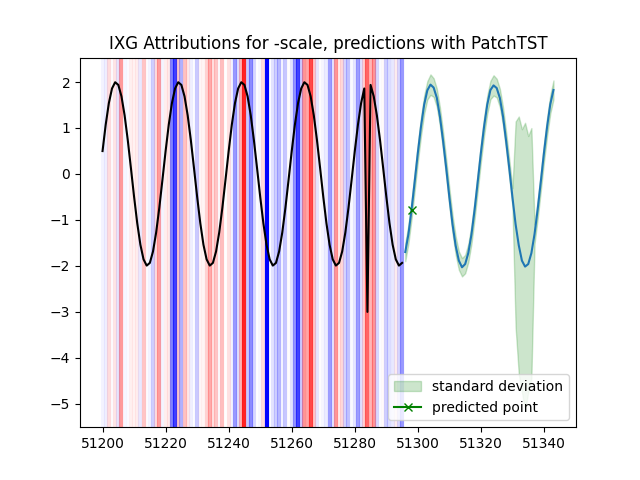 IXG Attributions for -scale, predictions with PatchTST
2
1
0
−1
−2
−3
−4
−5
standard deviation
predicted point
51200 51220 51240 51260 51280 51300 51320 51340